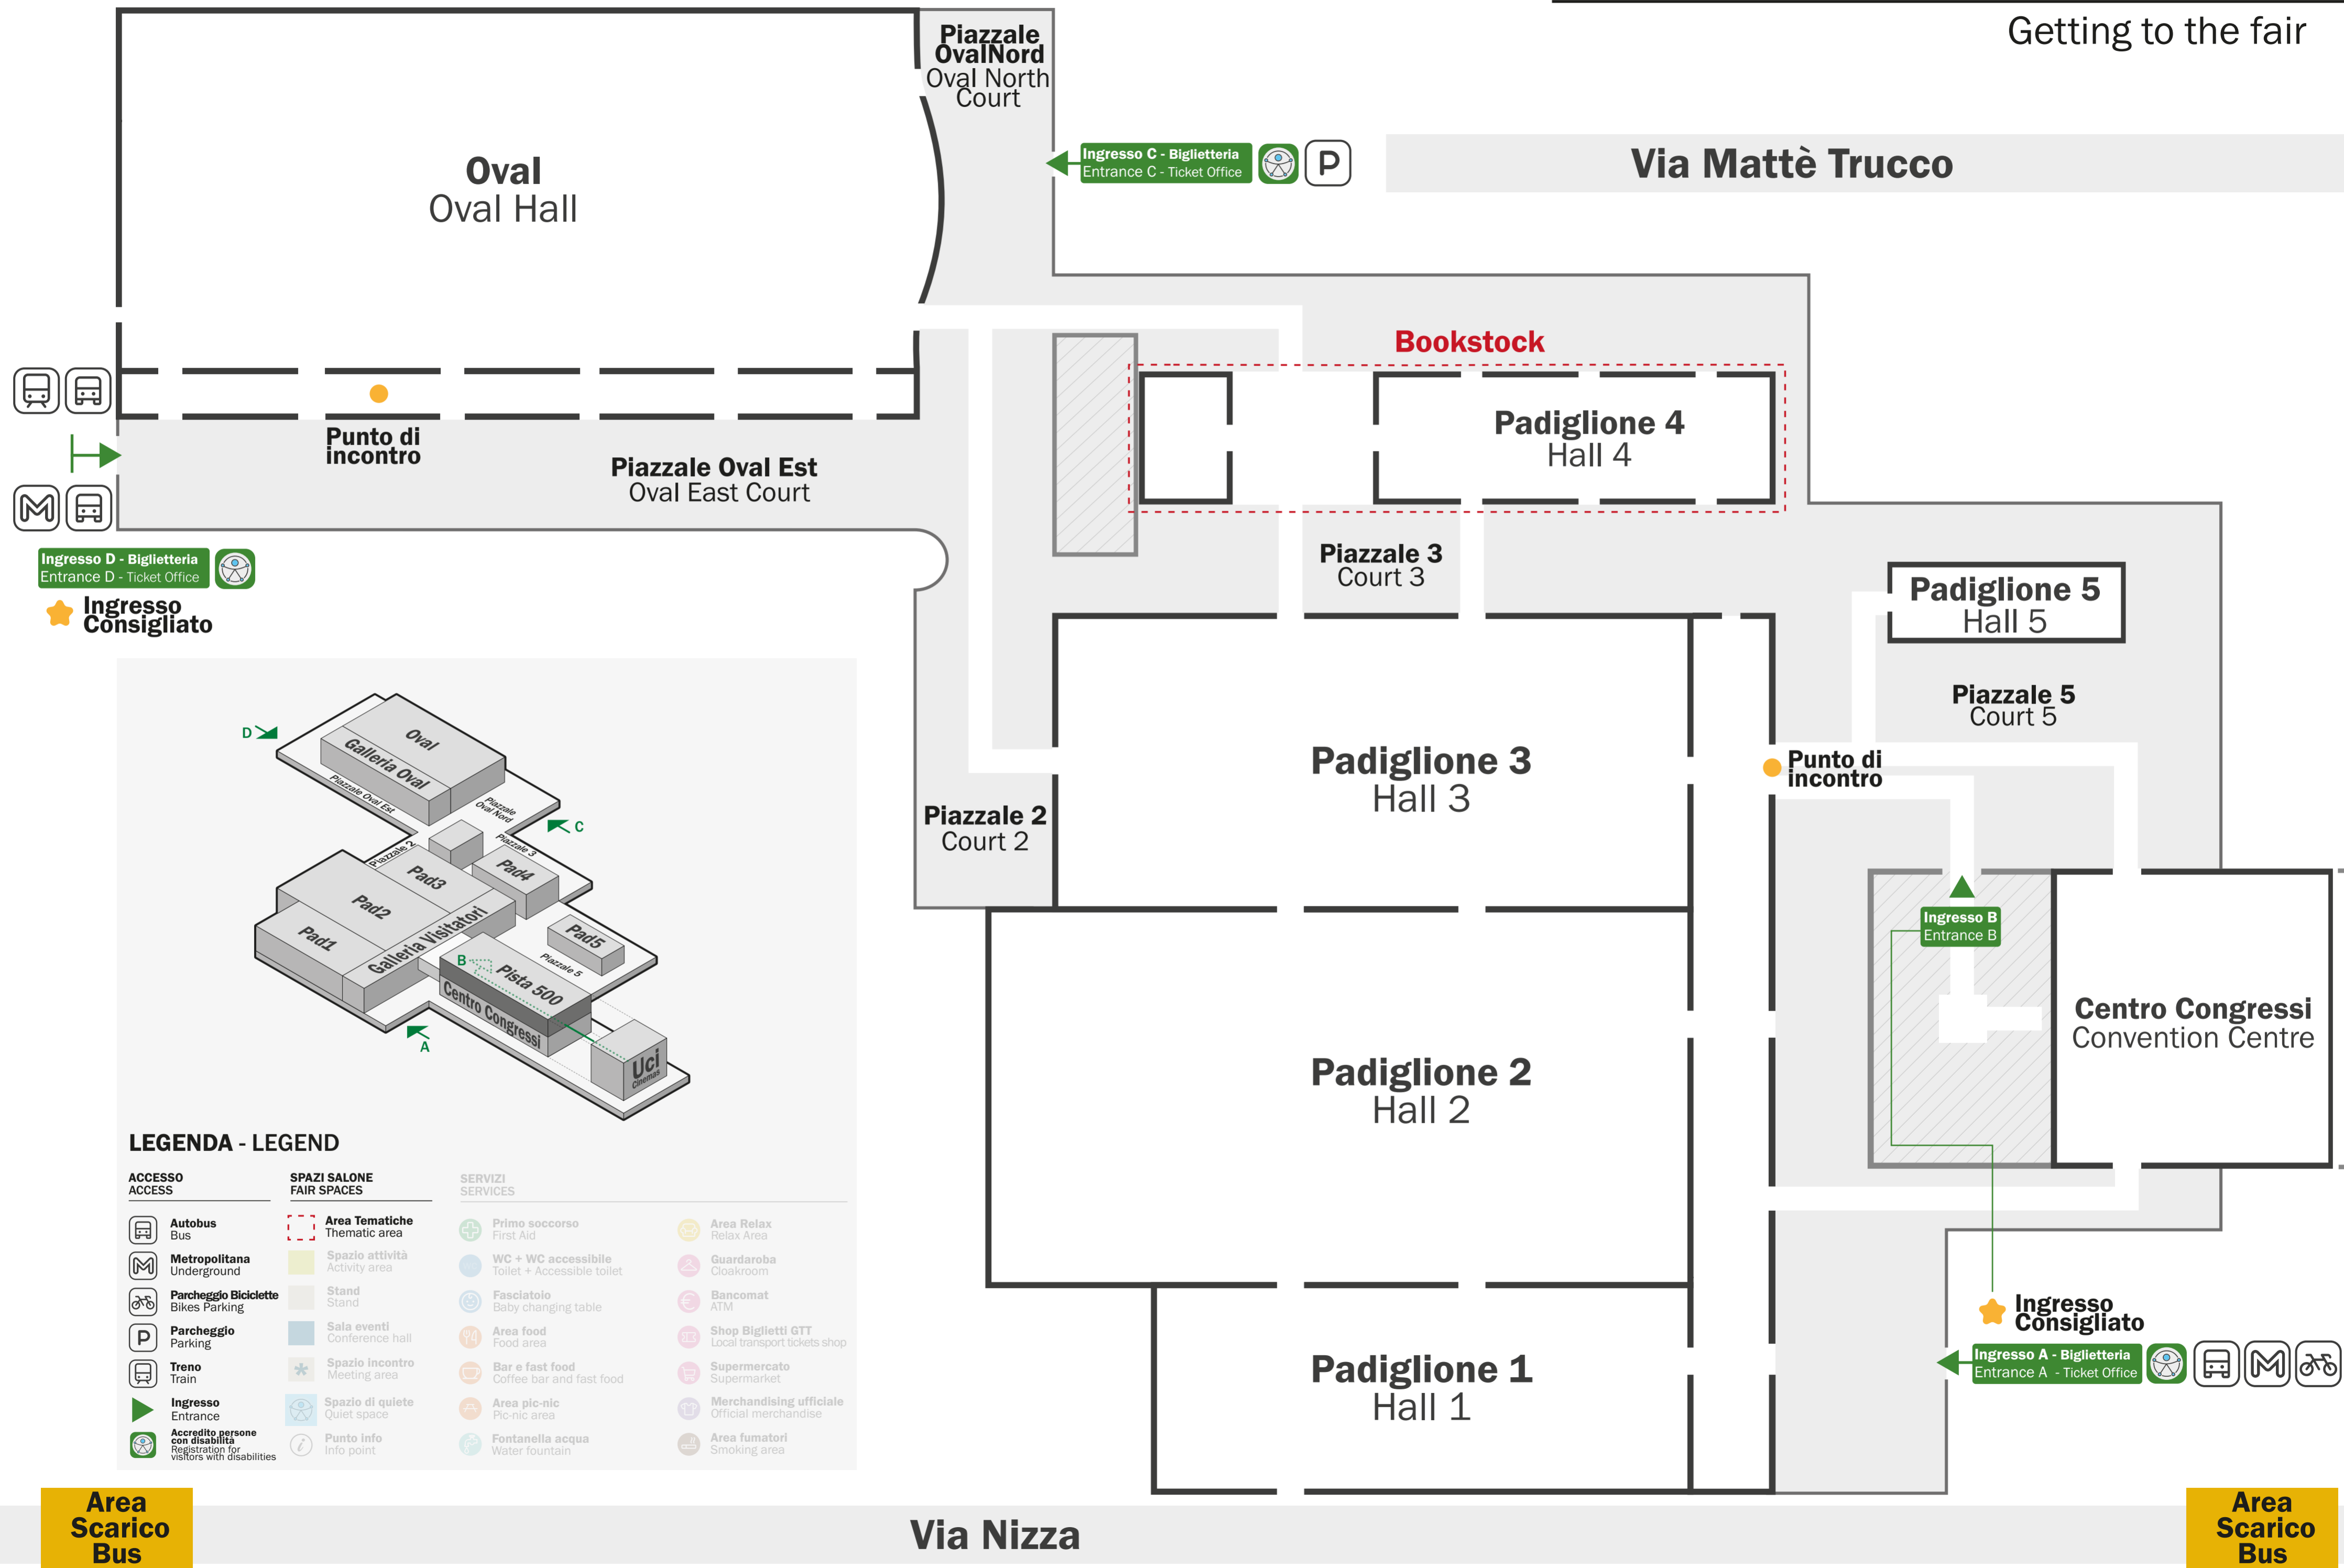 Getting to the fair
Piazzale
OvalNord
Oval North
Court
Oval
Oval Hall
Ingresso C - Biglietteria
Entrance C - Ticket Office
P
Via Mattè Trucco
Bookstock
Padiglione 4
Hall 4
Punto di
incontro
Piazzale Oval Est
Oval East Court
M
Ingresso D - Biglietteria
Entrance D - Ticket Office
Ingresso
Consigliato
Piazzale 3
Court 3
Padiglione 5
Hall 5
Piazzale 5
Court 5
Padiglione 3
Hall 3
Punto di
incontro
Piazzale 2
Court 2
Ingresso B
Entrance B
Centro Congressi
Convention Centre
Padiglione 2
Hall 2
Ingresso
Consigliato
Ingresso A - Biglietteria
Entrance A - Ticket Office
M
Padiglione 1
Hall 1
D
Oval
Galleria Oval
Piazzale Oval Est
Piazzale
Oval Nord
C
Piazzale 2
Piazzale 3
Pad3
Pad4
Pad2
Pad1
Galleria Visitatori
Pad5
Piazzale 5
B
Pista 500
Centro Congressi
A
Uci
Cinemas
LEGENDA - LEGEND
ACCESSO
ACCESS
Autobus
Bus
M
Metropolitana
Underground
Parcheggio Biciclette
Bikes Parking
P
Parcheggio
Parking
Treno
Train
Ingresso
Entrance
Accredito persone
con disabilità
Registration for
visitors with disabilities
SPAZI SALONE
FAIR SPACES
Area Tematiche
Thematic area
Spazio attività
Activity area
Stand
Stand
Sala eventi
Conference hall
*
Spazio incontro
Meeting area
Spazio di quiete
Quiet space
i
Punto info
Info point
SERVIZI
SERVICES
Primo soccorso
First Aid
WC + WC accessibile
Toilet + Accessible toilet
Fasciatoio
Baby changing table
Area food
Food area
Bar e fast food
Coffee bar and fast food
Area pic-nic
Pic-nic area
Fontanella acqua
Water fountain
Area Relax
Relax Area
Guardaroba
Cloakroom
€
Bancomat
ATM
Shop Biglietti GTT
Local transport tickets shop
Supermercato
Supermarket
Merchandising ufficiale
Official merchandise
Area fumatori
Smoking area
Area
Scarico
Bus
Via Nizza
Area
Scarico
Bus